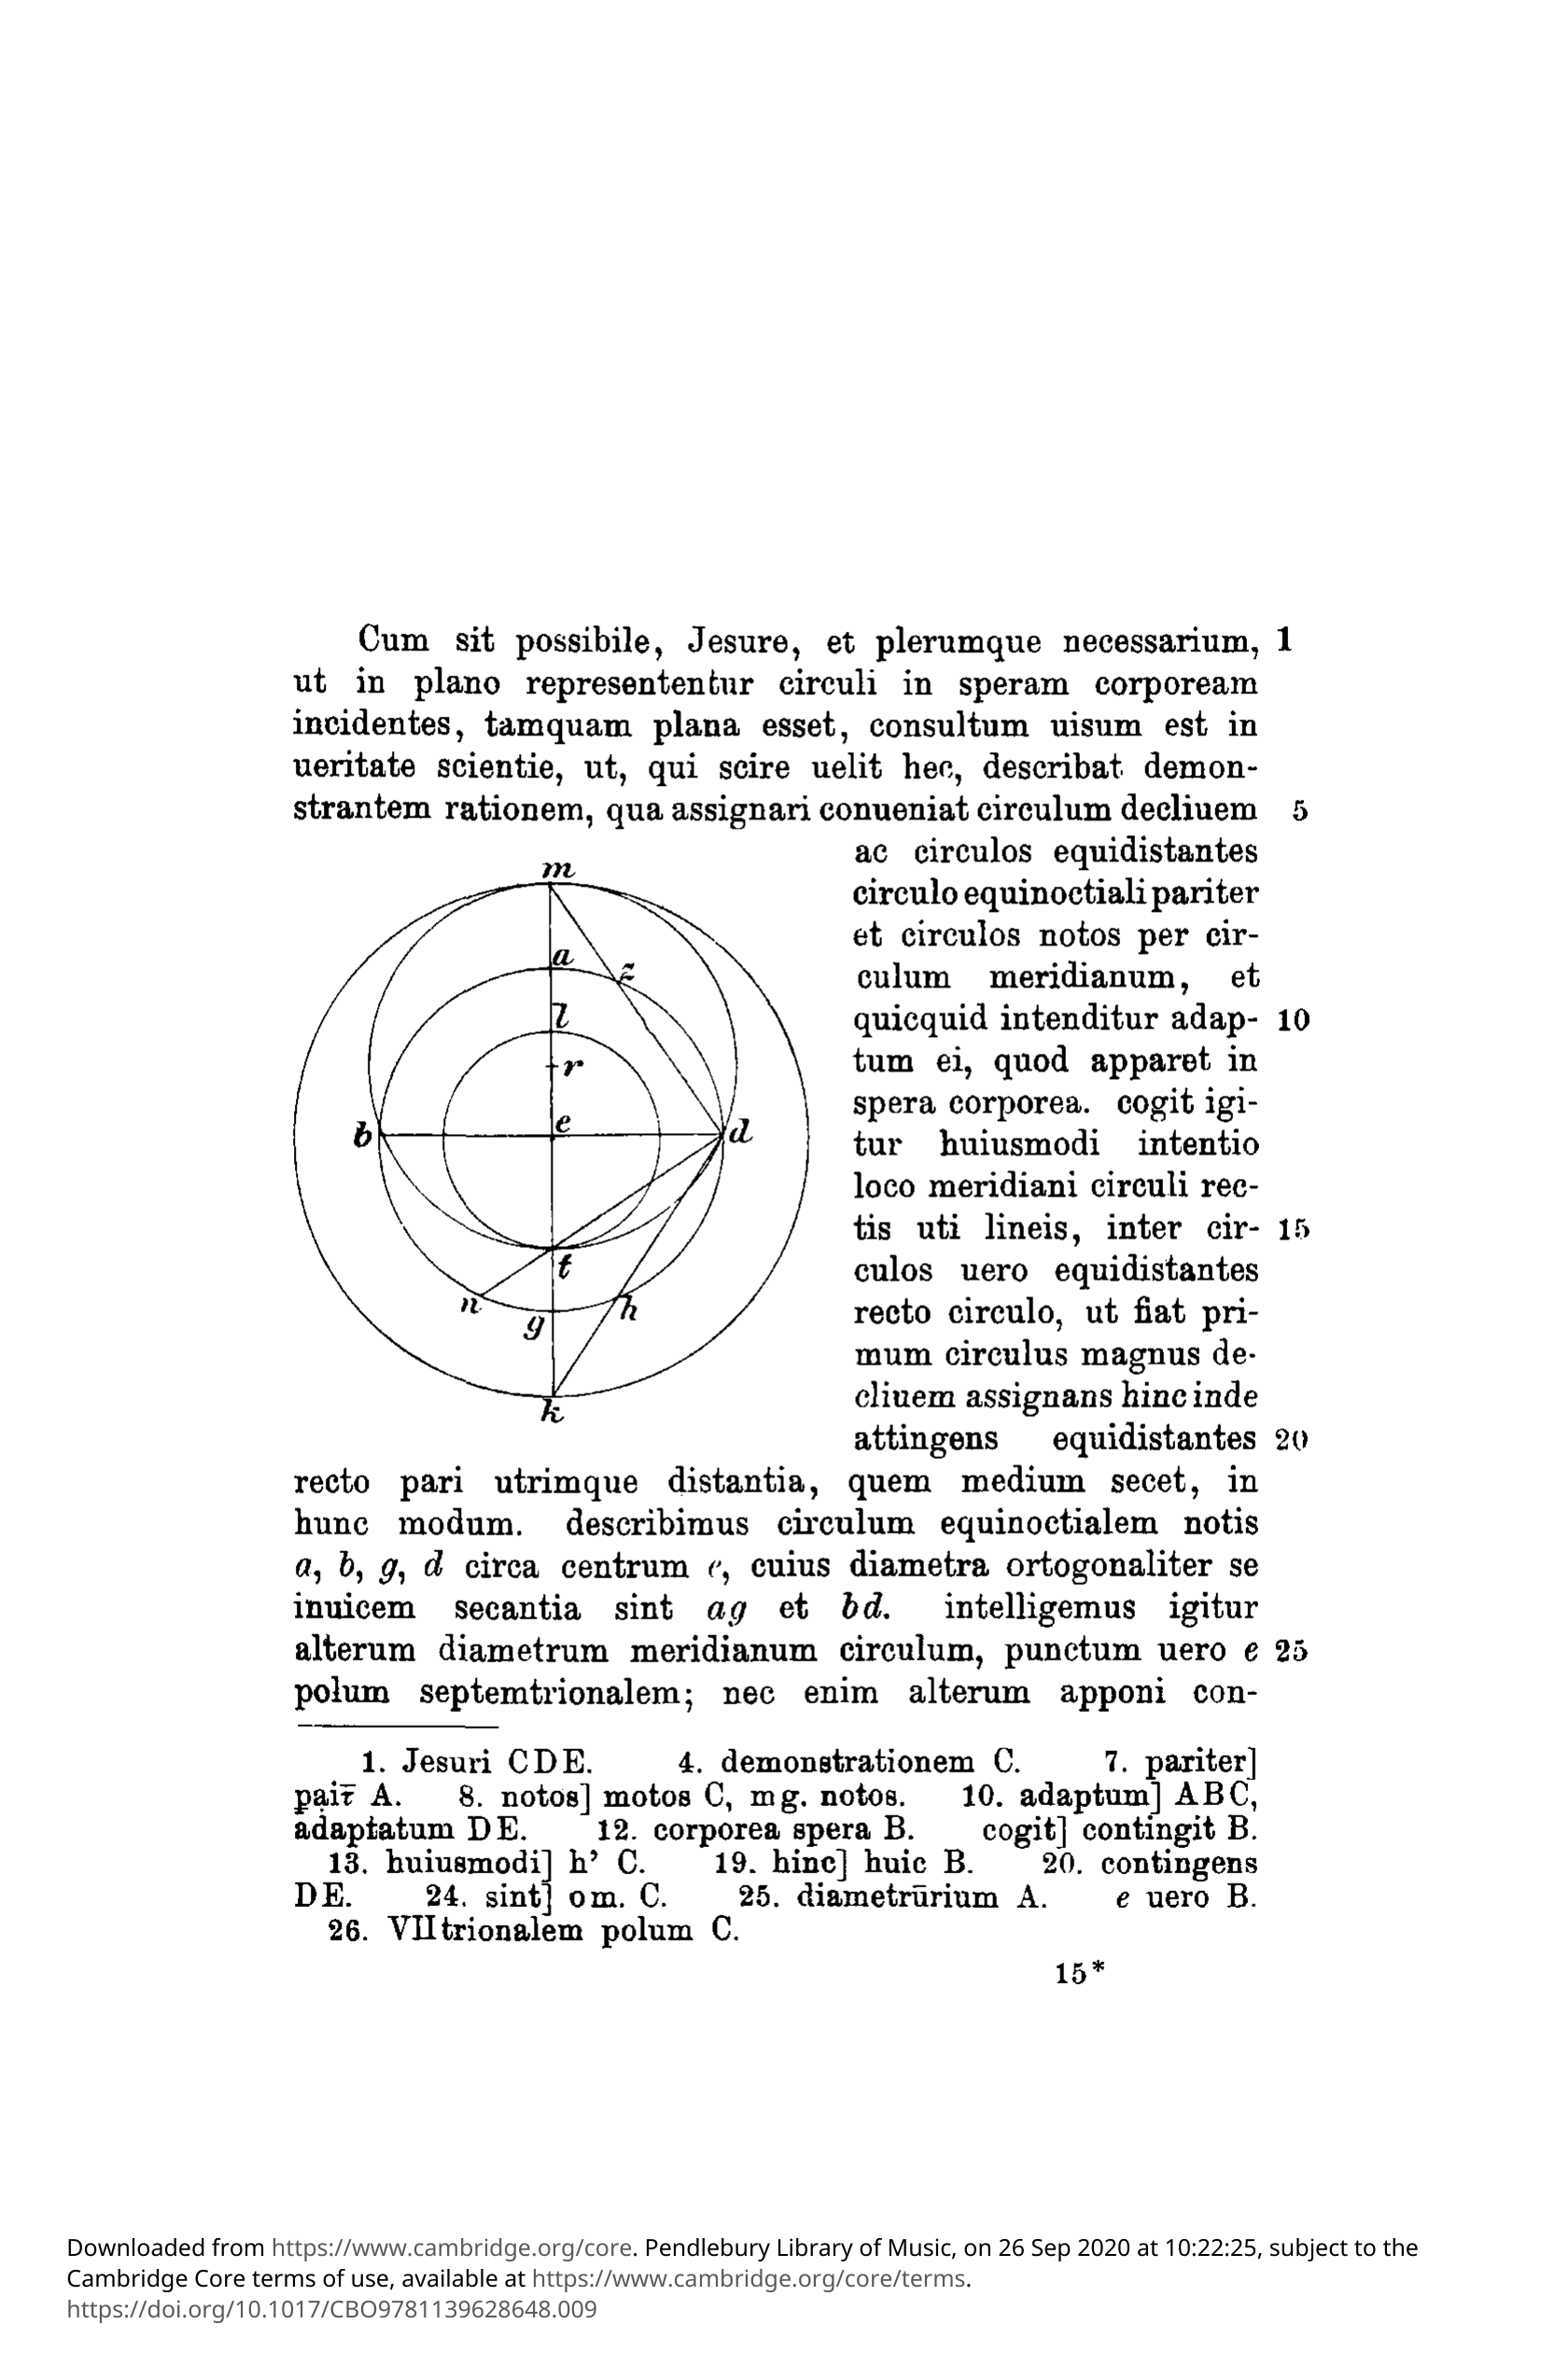 Cum sit possibile, Jesure, et plerumque necessarium, 1
ut in plano represententur circuli in speram corpoream
incidentes, tamquam plana esset, consultum uisum est in
ueritate scientie, ut, qui scire uelit hec, describat demon-
strantem rationem, qua assignari conueniat circulum decliuem 5
ac circulos equidistantes
circulo equinoctiali pariter
et circulos notos per cir-
culum meridianum, et
quicquid intenditur adap- 10
tum ei, quod apparet in
spera corporea. cogit igi-
tur huiusmodi intentio
loco meridiani circuli rec-
tis uti lineis, inter cir- 15
culos uero equidistantes
recto circulo, ut fiat pri-
mum circulus magnus de-
cliuem assignans hinc inde
attingens equidistantes 20
m
a
z
l
r
e
b
d
t
n
h
g
k
recto pari utrimque distantia, quem medium secet, in
hunc modum. describimus circulum equinoctialem notis
a, b, g, d circa centrum e, cuius diametra ortogonaliter se
inuicem secantia sint ag et bd. intelligemus igitur
alterum diametrum meridianum circulum, punctum uero e 25
polum septemtrionalem; nec enim alterum apponi con-
1. Jesuri CDE. 4. demonstrationem C. 7. pariter]
pair̄ A. 8. notos] motos C, mg. notos. 10. adaptum] ABC,
adaptatum DE. 12. corporea spera B. cogit] contingit B.
13. huiusmodi] h’ C. 19. hinc] huic B. 20. contingens
DE. 24. sint] om. C. 25. diametrūrium A. e uero B.
26. VIItrionalem polum C.
15*
Downloaded from https://www.cambridge.org/core. Pendlebury Library of Music, on 26 Sep 2020 at 10:22:25, subject to the
Cambridge Core terms of use, available at https://www.cambridge.org/core/terms.
https://doi.org/10.1017/CBO9781139628648.009